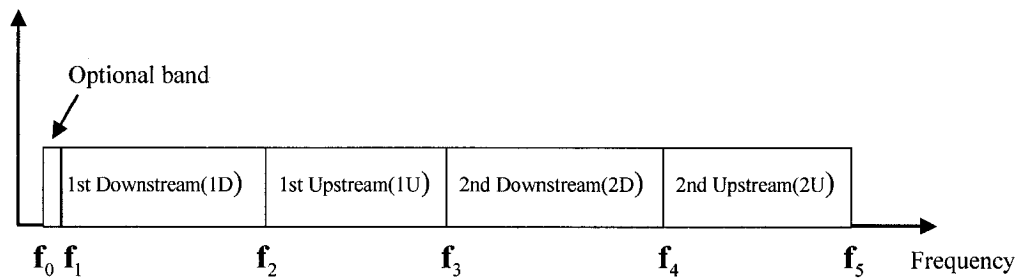 Optional band
1st Downstream(1D) 1st Upstream(1U) 2nd Downstream(2D) 2nd Upstream(2U)
f₀ f₁ f₂ f₃ f₄ f₅ Frequency